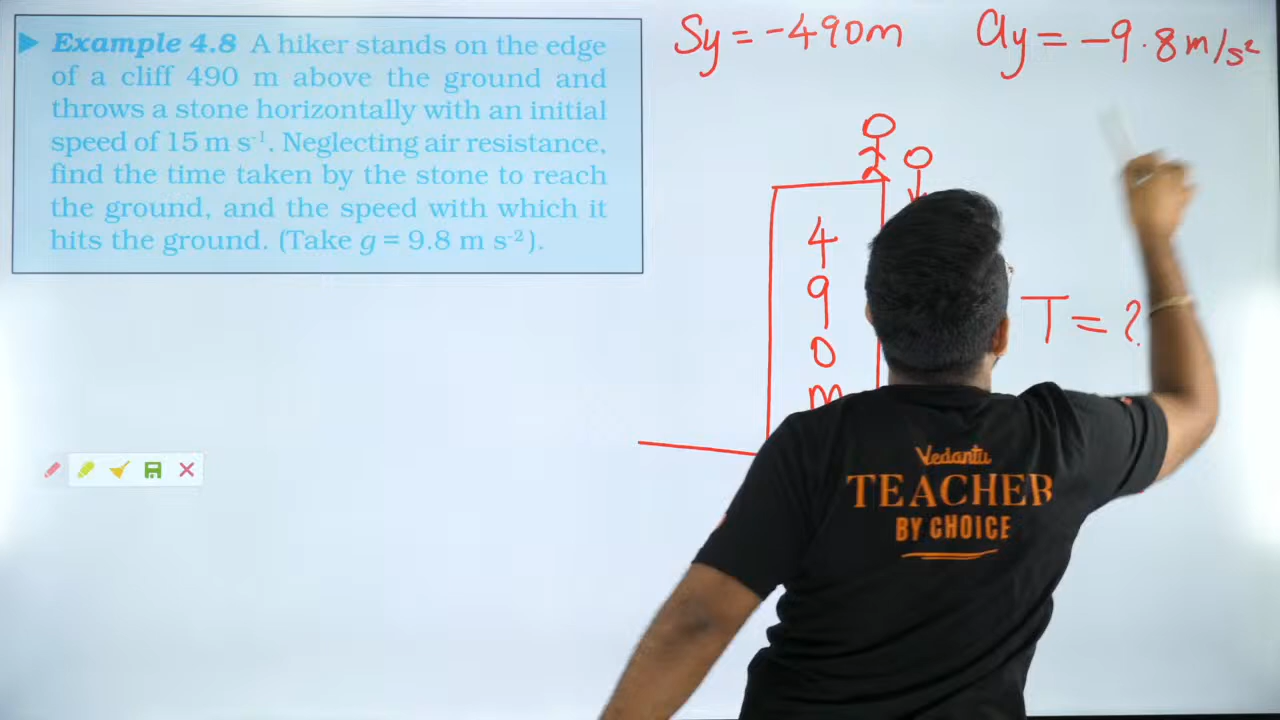 Example 4.8 A hiker stands on the edge
of a cliff 490 m above the ground and
throws a stone horizontally with an initial
speed of 15 m s⁻¹. Neglecting air resistance,
find the time taken by the stone to reach
the ground, and the speed with which it
hits the ground. (Take g = 9.8 m s⁻²).
Sy = -490m
ay = -9.8 m/s²
4
9
0
m
T = ?
Vedantu
TEACHER
BY CHOICE